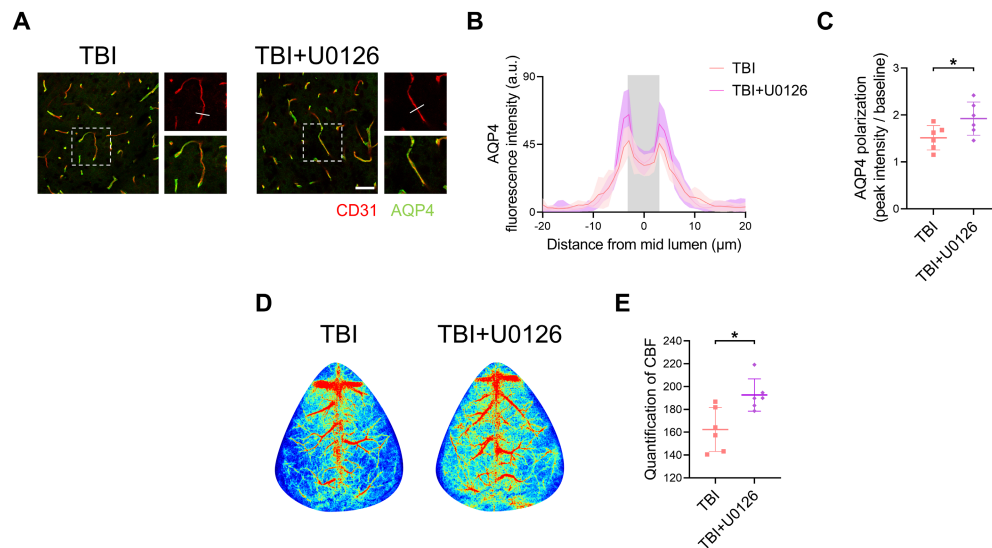 A
TBI
TBI+U0126
CD31 AQP4
B
AQP4
fluorescence intensity (a.u.)
90
45
0
-20
-10
0
10
20
Distance from mid lumen (μm)
TBI
TBI+U0126
C
AQP4 polarization
(peak intensity / baseline)
3
2
1
0
*
TBI
TBI+U0126
D
TBI
TBI+U0126
E
Quantification of CBF
240
220
200
180
160
140
120
*
TBI
TBI+U0126